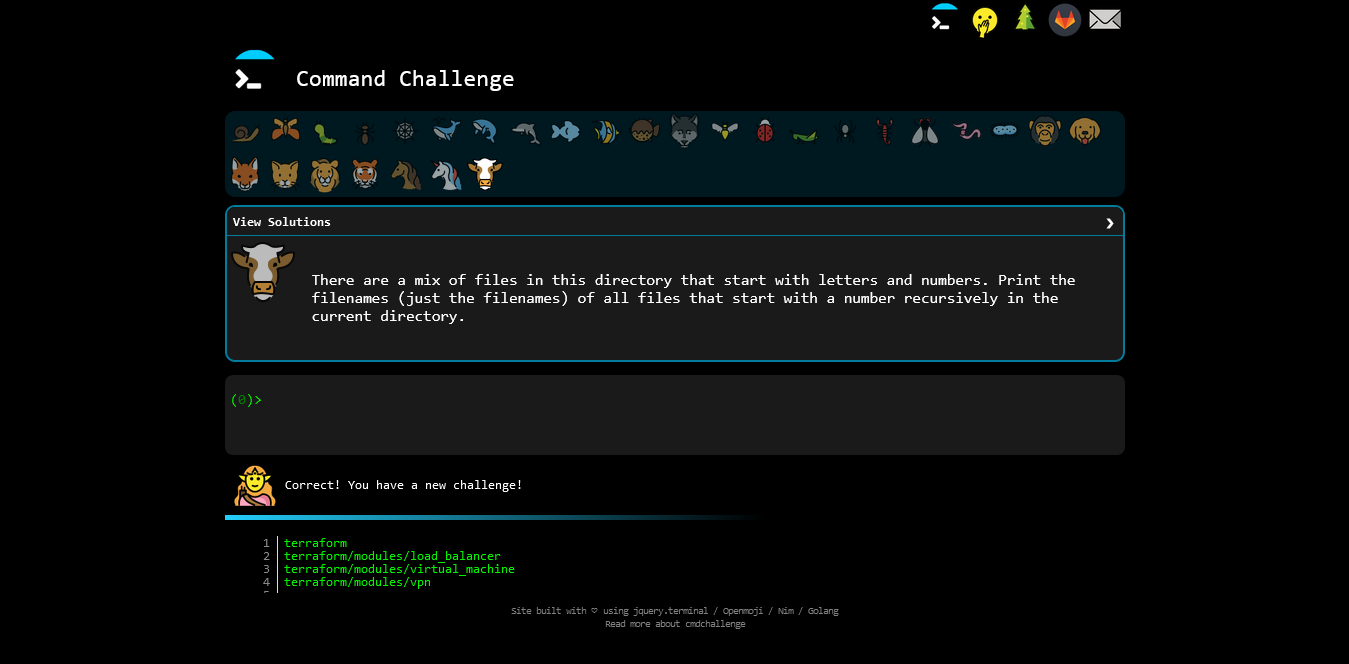 Command Challenge
View Solutions
There are a mix of files in this directory that start with letters and numbers. Print the
filenames (just the filenames) of all files that start with a number recursively in the
current directory.
(0)>
Correct! You have a new challenge!
1 terraform
2 terraform/modules/load_balancer
3 terraform/modules/virtual_machine
4 terraform/modules/vpn
Site built with ♡ using jquery.terminal / Openmoji / Nim / Golang
Read more about cmdchallenge